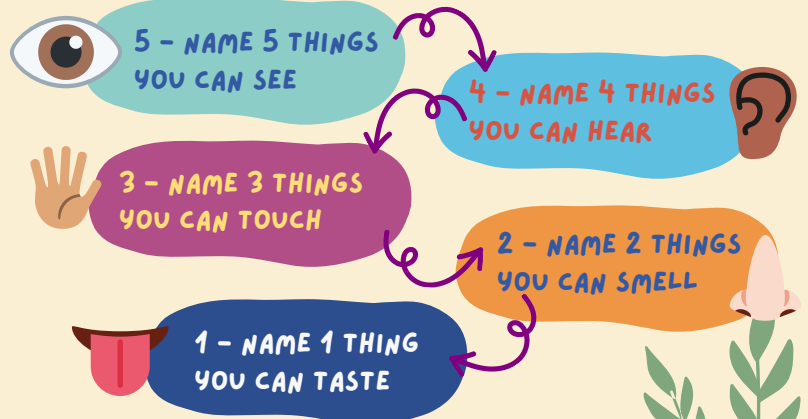 5 - NAME 5 THINGS
YOU CAN SEE
4 - NAME 4 THINGS
YOU CAN HEAR
3 - NAME 3 THINGS
YOU CAN TOUCH
2 - NAME 2 THINGS
YOU CAN SMELL
1 - NAME 1 THING
YOU CAN TASTE